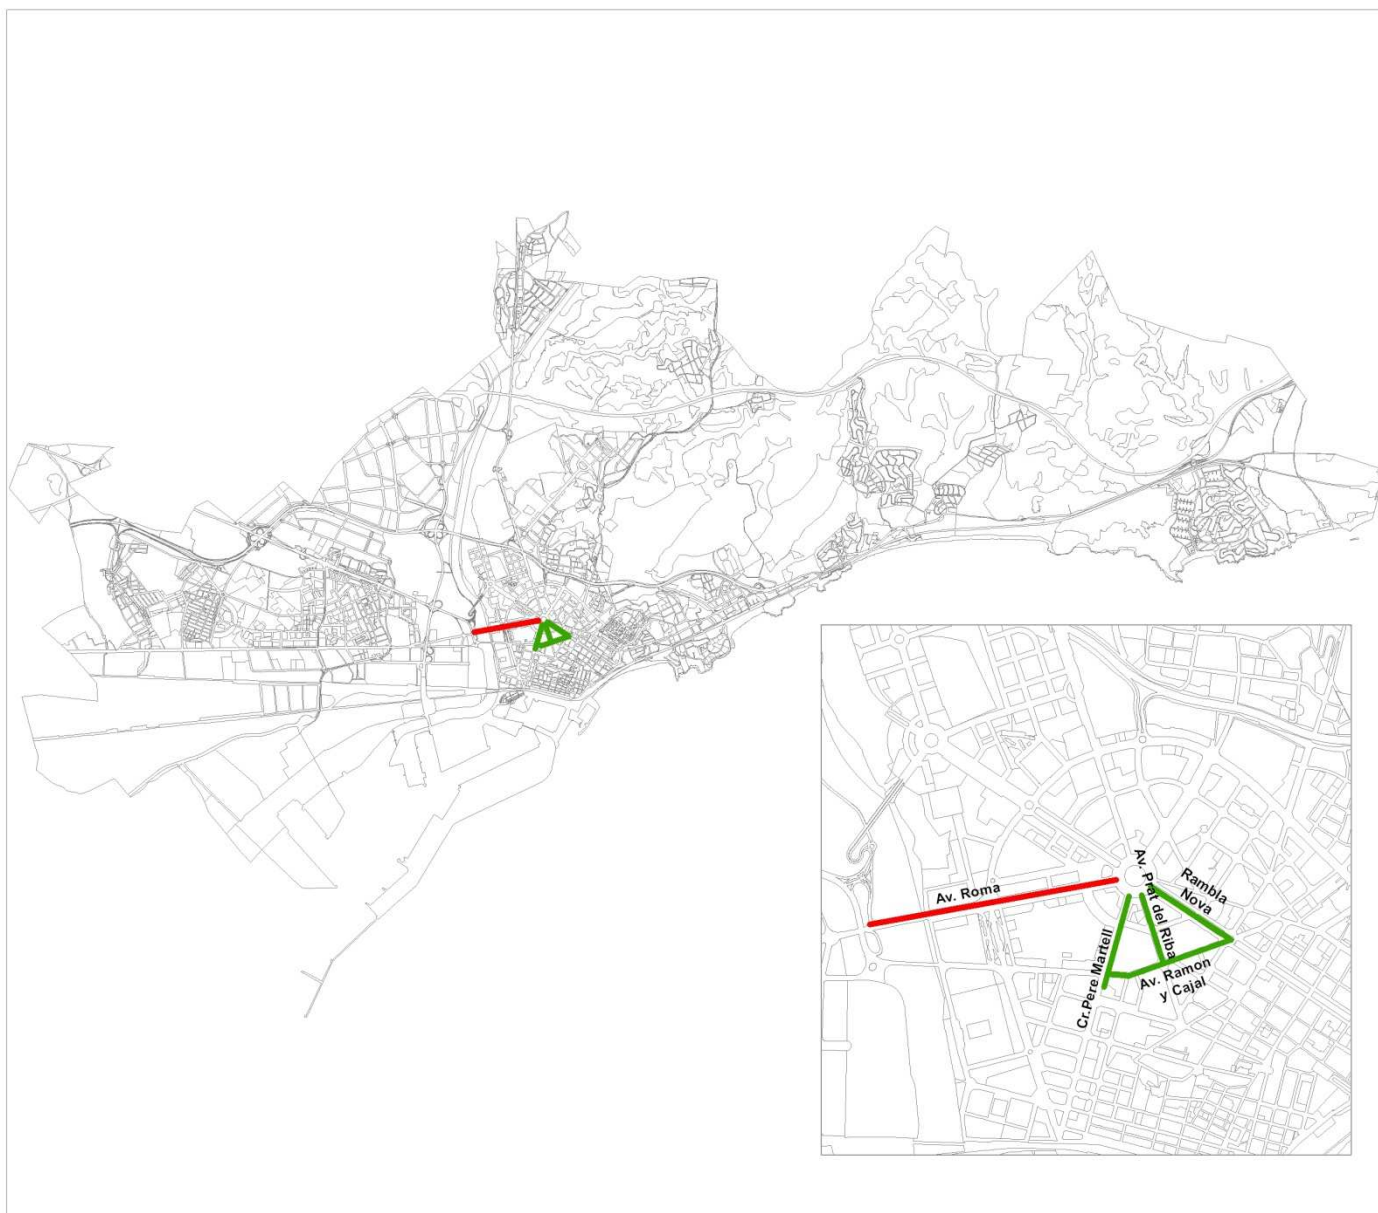 Av. Roma
Av. Prat del Riba
Rambla
Nova
Cr.Pere Martell
Av. Ramon
y Cajal